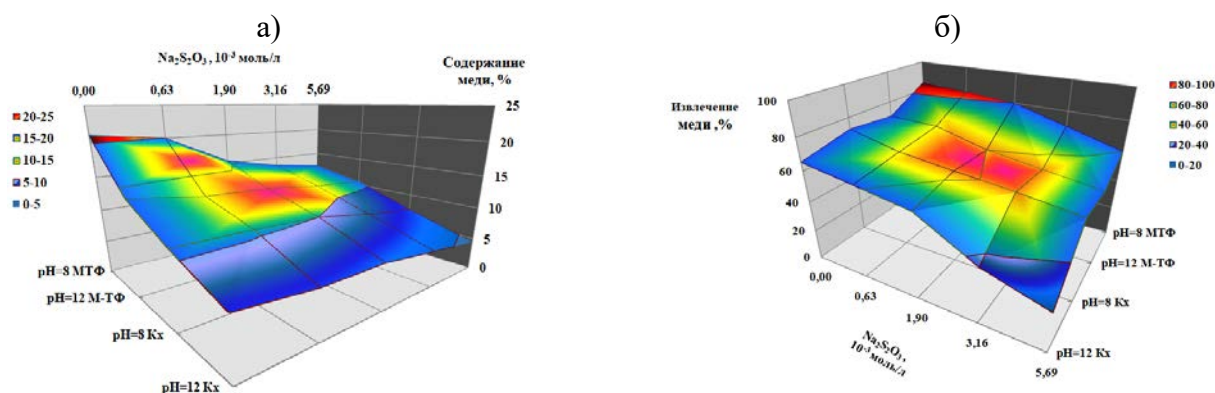 а)
Na₂S₂O₃, 10⁻³ моль/л
0,00 0,63 1,90 3,16 5,69
Содержание
меди, %
25
20
15
10
5
0
20-25
15-20
10-15
5-10
0-5
pH=8 МТФ
pH=12 М-ТФ
pH=8 Кх
pH=12 Кх
б)
Извлечение
меди ,%
100
80
60
40
20
0
0,00
0,63
1,90
3,16
5,69
Na₂S₂O₃,
10⁻³ моль/л
pH=8 МТФ
pH=12 М-ТФ
pH=8 Кх
pH=12 Кх
80-100
60-80
40-60
20-40
0-20